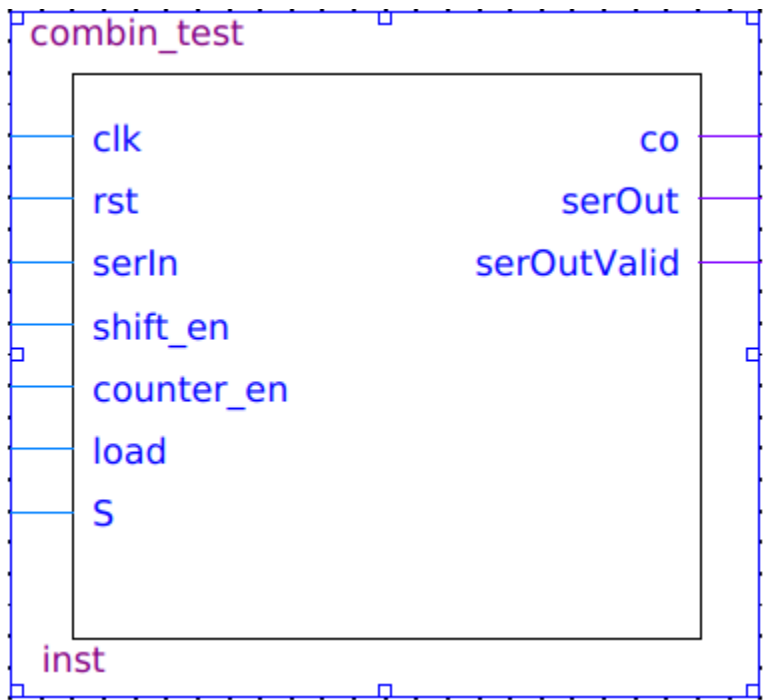 combin_test
clk
co
rst
serOut
serIn
serOutValid
shift_en
counter_en
load
S
inst